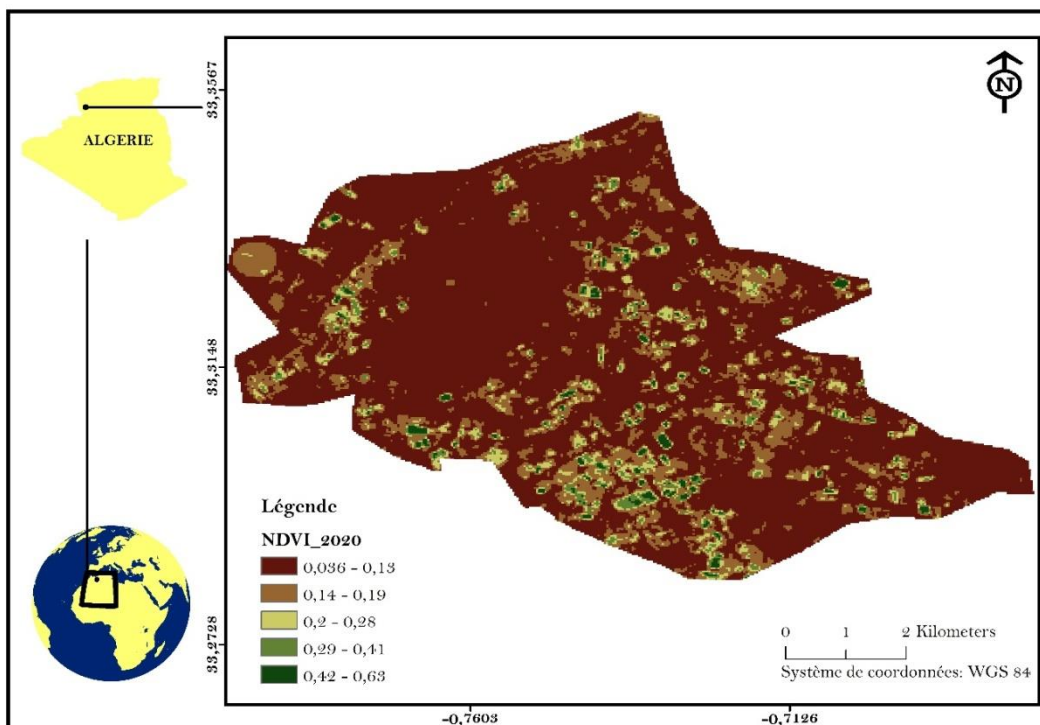 ALGERIE
33,3567
33,3148
33,2728
N
Légende
NDVI_2020
0,036 - 0,13
0,14 - 0,19
0,2 - 0,28
0,29 - 0,41
0,42 - 0,63
0 1 2 Kilometers
Système de coordonnées: WGS 84
-0,7603
-0,7126